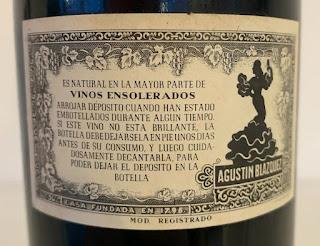 ES NATURAL EN LA MAYOR PARTE DE
VINOS ENSOLERADOS
ARROJAR DEPOSITO CUANDO HAN ESTADO
EMBOTELLADOS DURANTE ALGUN TIEMPO.
SI ESTE VINO NO ESTA BRILLANTE, LA
BOTELLA DEBE DEJARSELA EN PIE UNOS DIAS
ANTES DE SU CONSUMO, Y LUEGO CUIDA-
DOSAMENTE DECANTARLA, PARA
PODER DEJAR EL DEPOSITO EN LA
BOTELLA
AGUSTIN BLAZQUEZ
CASA FUNDADA EN 1795
MOD. REGISTRADO